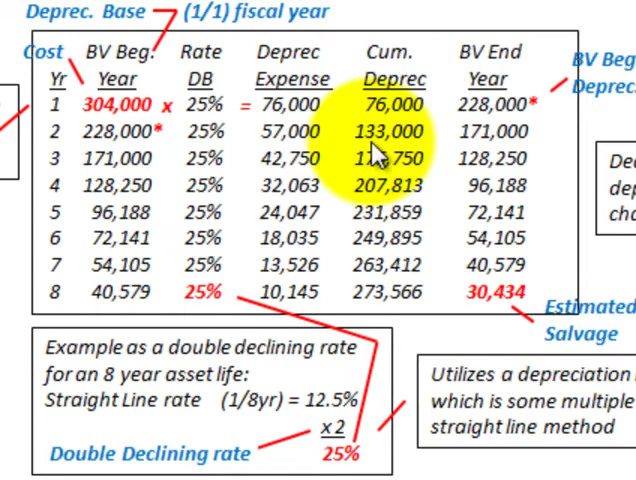 Deprec. Base (1/1) fiscal year
Cost BV Beg. Rate Deprec Cum. BV End
Yr Year DB Expense Deprec Year
BV Beg
Deprec.
1 304,000 x 25% = 76,000 76,000 228,000*
2 228,000* 25% 57,000 133,000 171,000
3 171,000 25% 42,750 750 128,250
4 128,250 25% 32,063 207,813 96,188
5 96,188 25% 24,047 231,859 72,141
6 72,141 25% 18,035 249,895 54,105
7 54,105 25% 13,526 263,412 40,579
8 40,579 25% 10,145 273,566 30,434
Dec
dep
cha
Estimated
Salvage
Example as a double declining rate
for an 8 year asset life:
Straight Line rate (1/8yr) = 12.5%
x 2
Double Declining rate 25%
Utilizes a depreciation
which is some multiple
straight line method